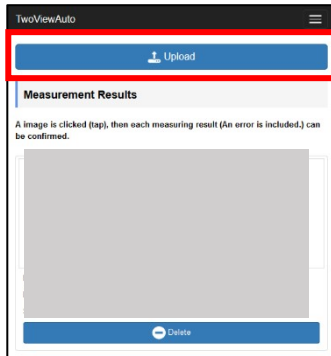 TwoViewAuto
Upload
Measurement Results
A image is clicked (tap), then each measuring result (An error is included.) can
be confirmed.
Delete